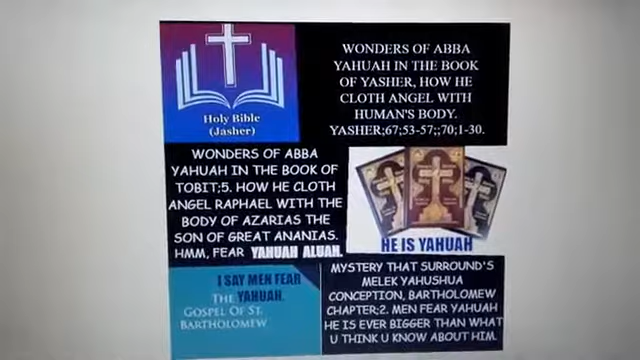 Holy Bible
(Jasher)
WONDERS OF ABBA
YAHUAH IN THE BOOK
OF YASHER, HOW HE
CLOTH ANGEL WITH
HUMAN'S BODY.
YASHER;67;53-57;;70;1-30.
WONDERS OF ABBA
YAHUAH IN THE BOOK OF
TOBIT;5. HOW HE CLOTH
ANGEL RAPHAEL WITH THE
BODY OF AZARIAS THE
SON OF GREAT ANANIAS.
HMM, FEAR YAHUAH ALUAH.
HE IS YAHUAH
I SAY MEN FEAR
YAHUAH.
THE
GOSPEL OF ST.
BARTHOLOMEW
MYSTERY THAT SURROUND'S
MELEK YAHUSHUA
CONCEPTION, BARTHOLOMEW
CHAPTER;2. MEN FEAR YAHUAH
HE IS EVER BIGGER THAN WHAT
U THINK U KNOW ABOUT HIM.